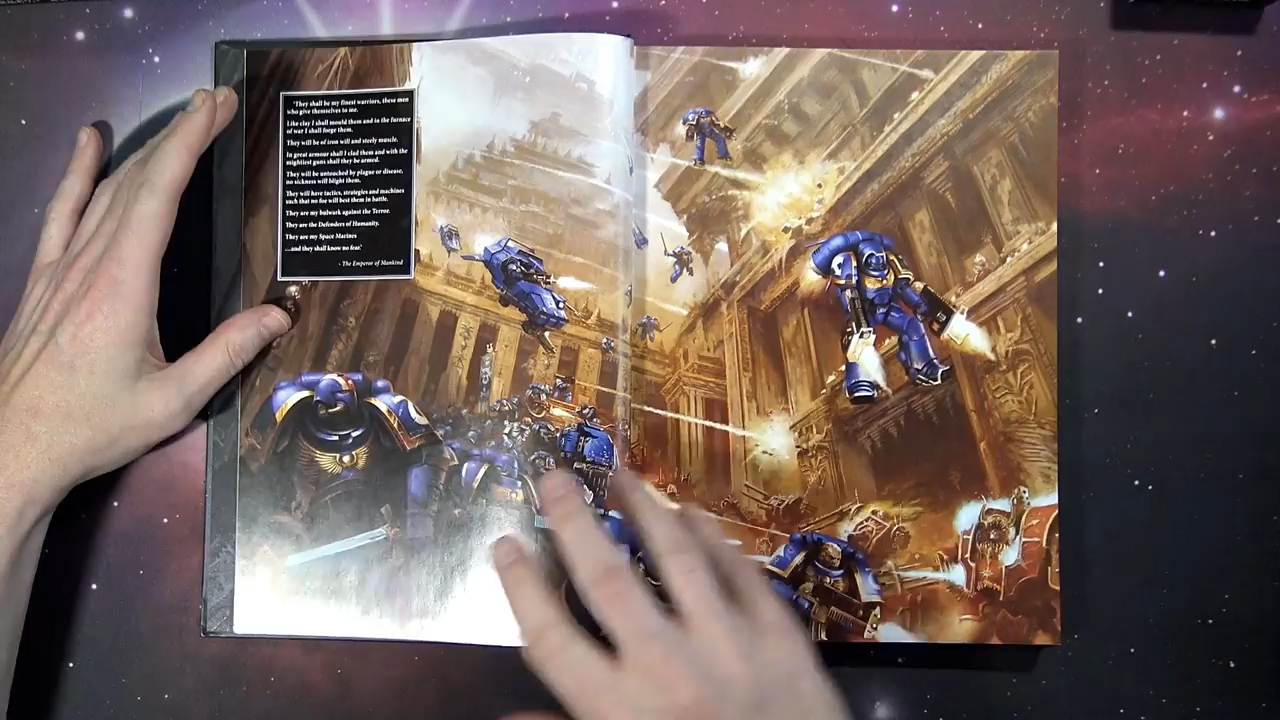 'They shall be my finest warriors, these men
who give themselves to me.
Like clay I shall mould them and in the furnace
of war I shall forge them.
They will be of iron will and steely muscle.
In great armour shall I clad them and with the
mightiest guns shall they be armed.
They will be untouched by plague or disease,
no sickness will blight them.
They will have tactics, strategies and machines
such that no foe will best them in battle.
They are my bulwark against the Terror.
They are the Defenders of Humanity.
They are my Space Marines
...and they shall know no fear.'
- The Emperor of Mankind